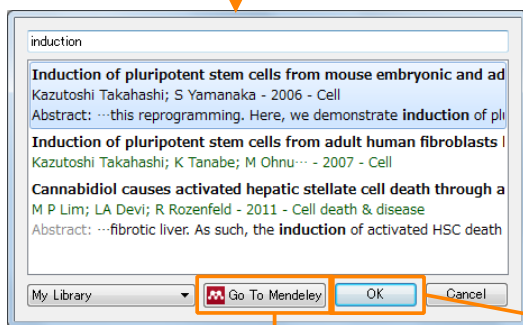 induction
Induction of pluripotent stem cells from mouse embryonic and ad
Kazutoshi Takahashi; S Yamanaka - 2006 - Cell
Abstract: ···this reprogramming. Here, we demonstrate induction of plu
Induction of pluripotent stem cells from adult human fibroblasts
Kazutoshi Takahashi; K Tanabe; M Ohnu··· - 2007 - Cell
Cannabidiol causes activated hepatic stellate cell death through a
M P Lim; LA Devi; R Rozenfeld - 2011 - Cell death & disease
Abstract: ···fibrotic liver. As such, the induction of activated HSC death
My Library Go To Mendeley OK Cancel